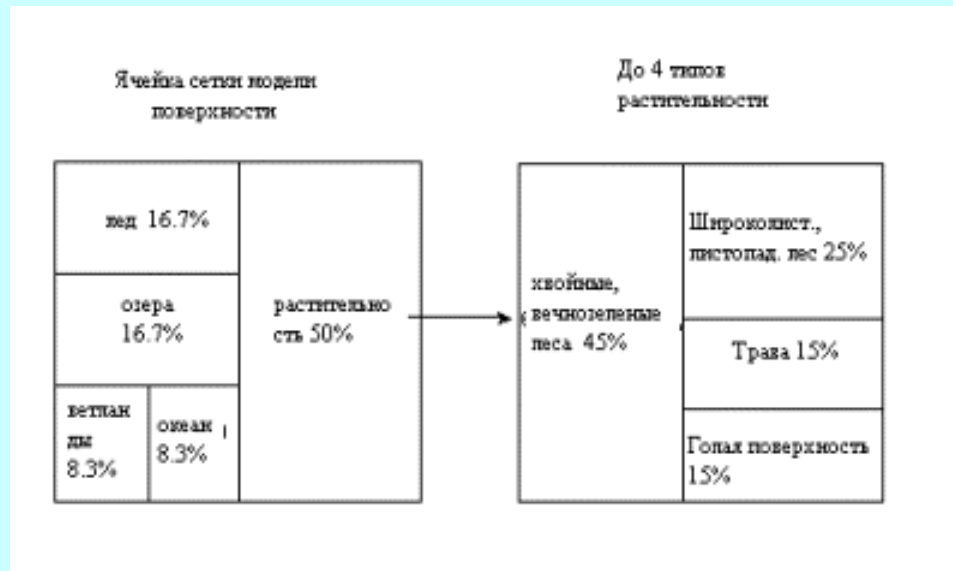 Ячейка сетки модели
поверхности
До 4 типов
растительности
лед 16.7%
озера
16.7%
ветлан
ды
8.3%
океан
8.3%
растительно
сть 50%
хвойные,
вечнозеленые
леса 45%
Широколист.,
листопад. лес 25%
Трава 15%
Голая поверхность
15%